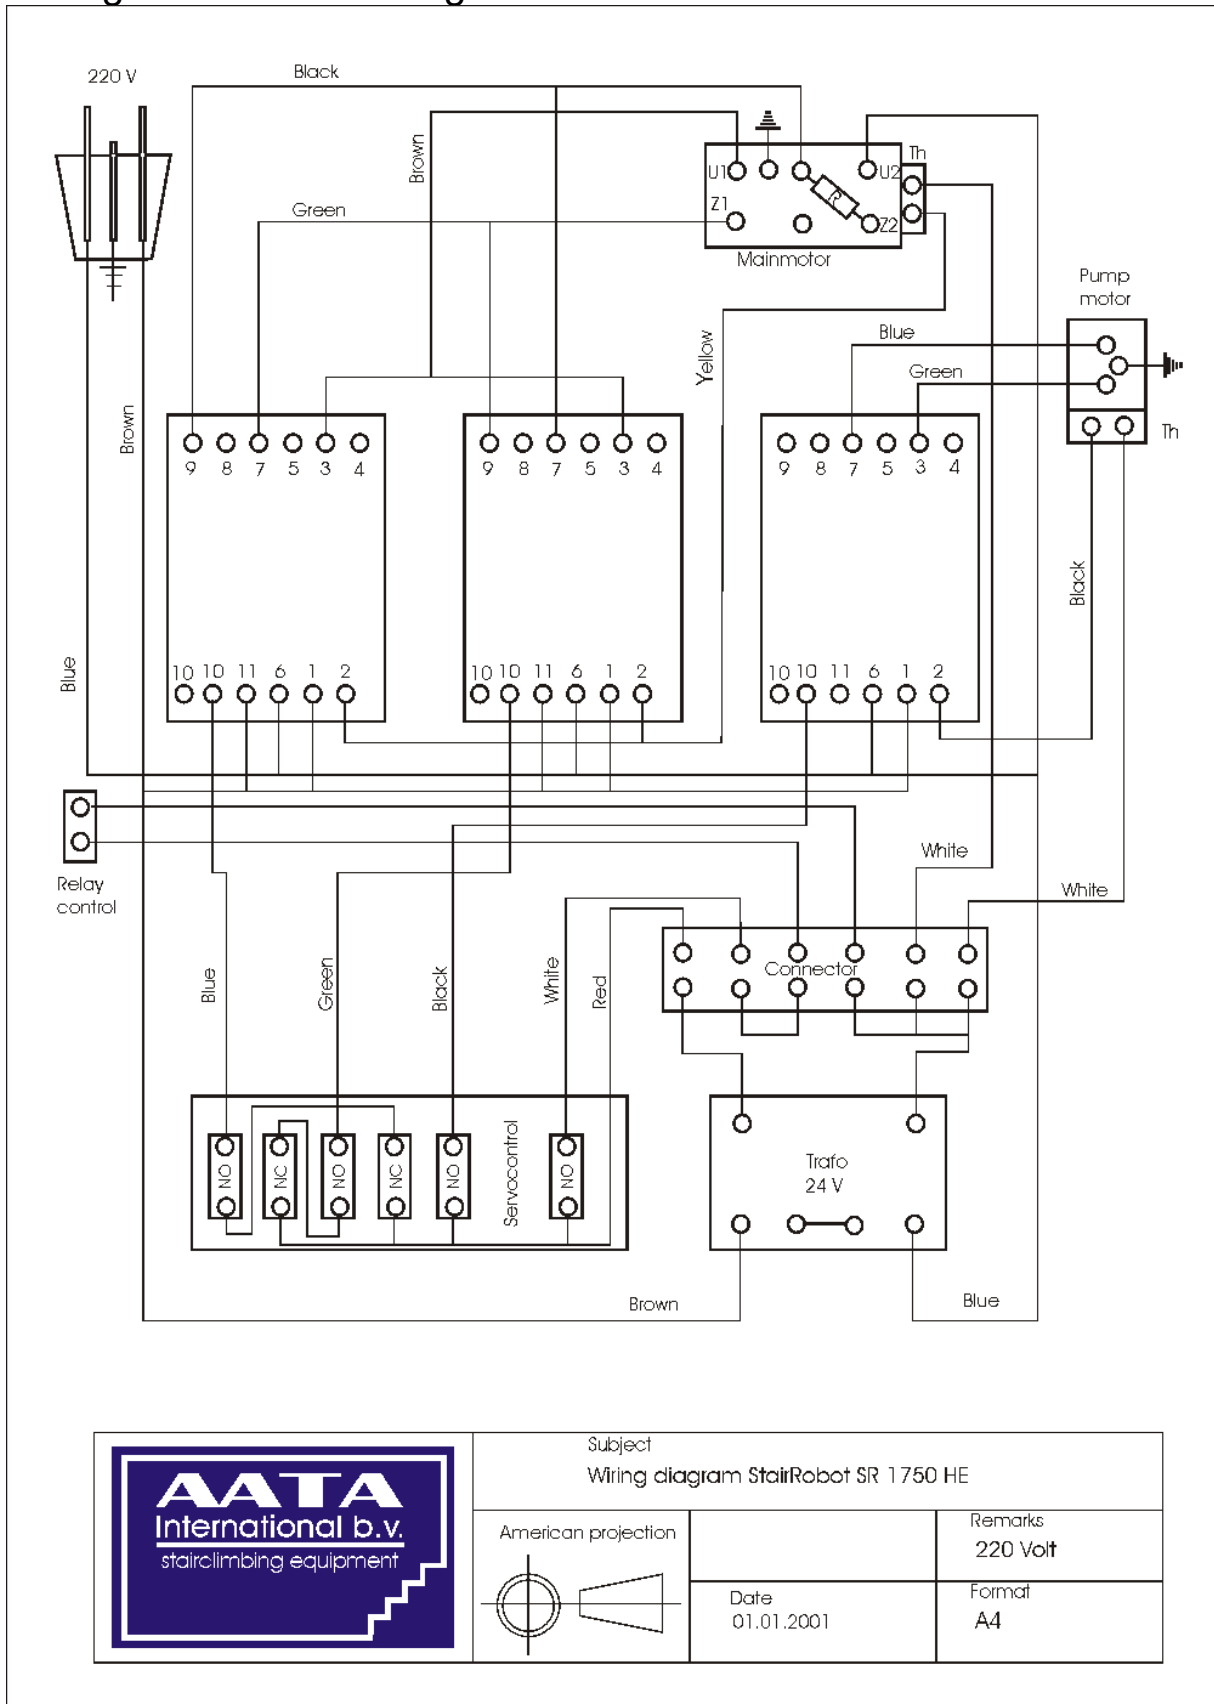 220 V
Black
Brown
Th
U1
U2
R
Z1
Z2
Green
Mainmotor
Pump
motor
Blue
Yellow
Green
Brown
Th
9 8 7 5 3 4
9 8 7 5 3 4
9 8 7 5 3 4
Black
Blue
10 10 11 6 1 2
10 10 11 6 1 2
10 10 11 6 1 2
White
Relay
control
White
Connector
Blue
Green
Black
White
Red
Servocontrol
NO
NC
NO
NC
NO
NO
Trafo
24 V
Brown
Blue
Subject
Wiring diagram StairRobot SR 1750 HE
AATA
International b.v.
stairclimbing equipment
American projection
Remarks
220 Volt
Date
01.01.2001
Format
A4